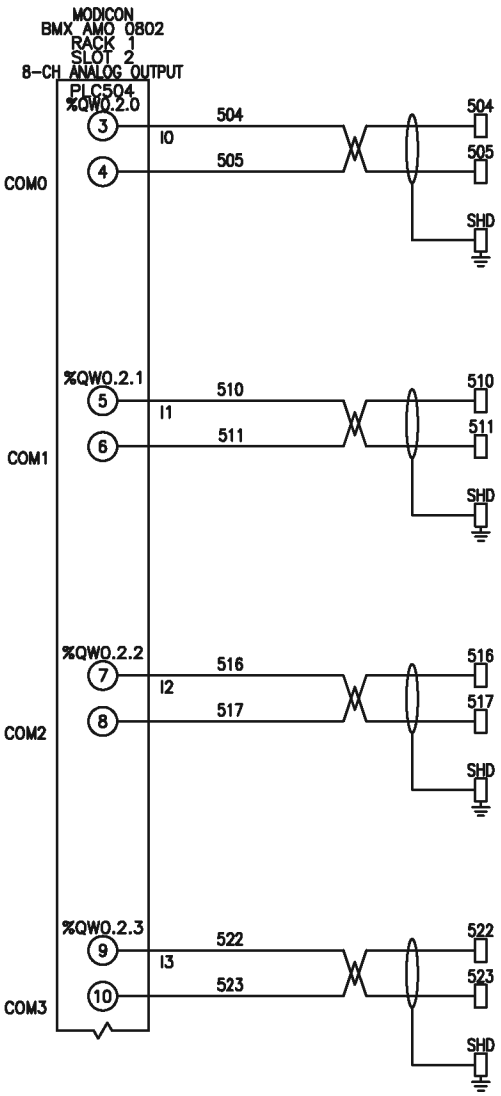 MODICON
BMX AMO 0802
RACK 1
SLOT 2
8-CH ANALOG OUTPUT
PLC504
%QW0.2.0
3
I0
504
504
4
505
505
COM0
SHD
%QW0.2.1
5
I1
510
510
6
511
511
COM1
SHD
%QW0.2.2
7
I2
516
516
8
517
517
COM2
SHD
%QW0.2.3
9
I3
522
522
10
523
523
COM3
SHD